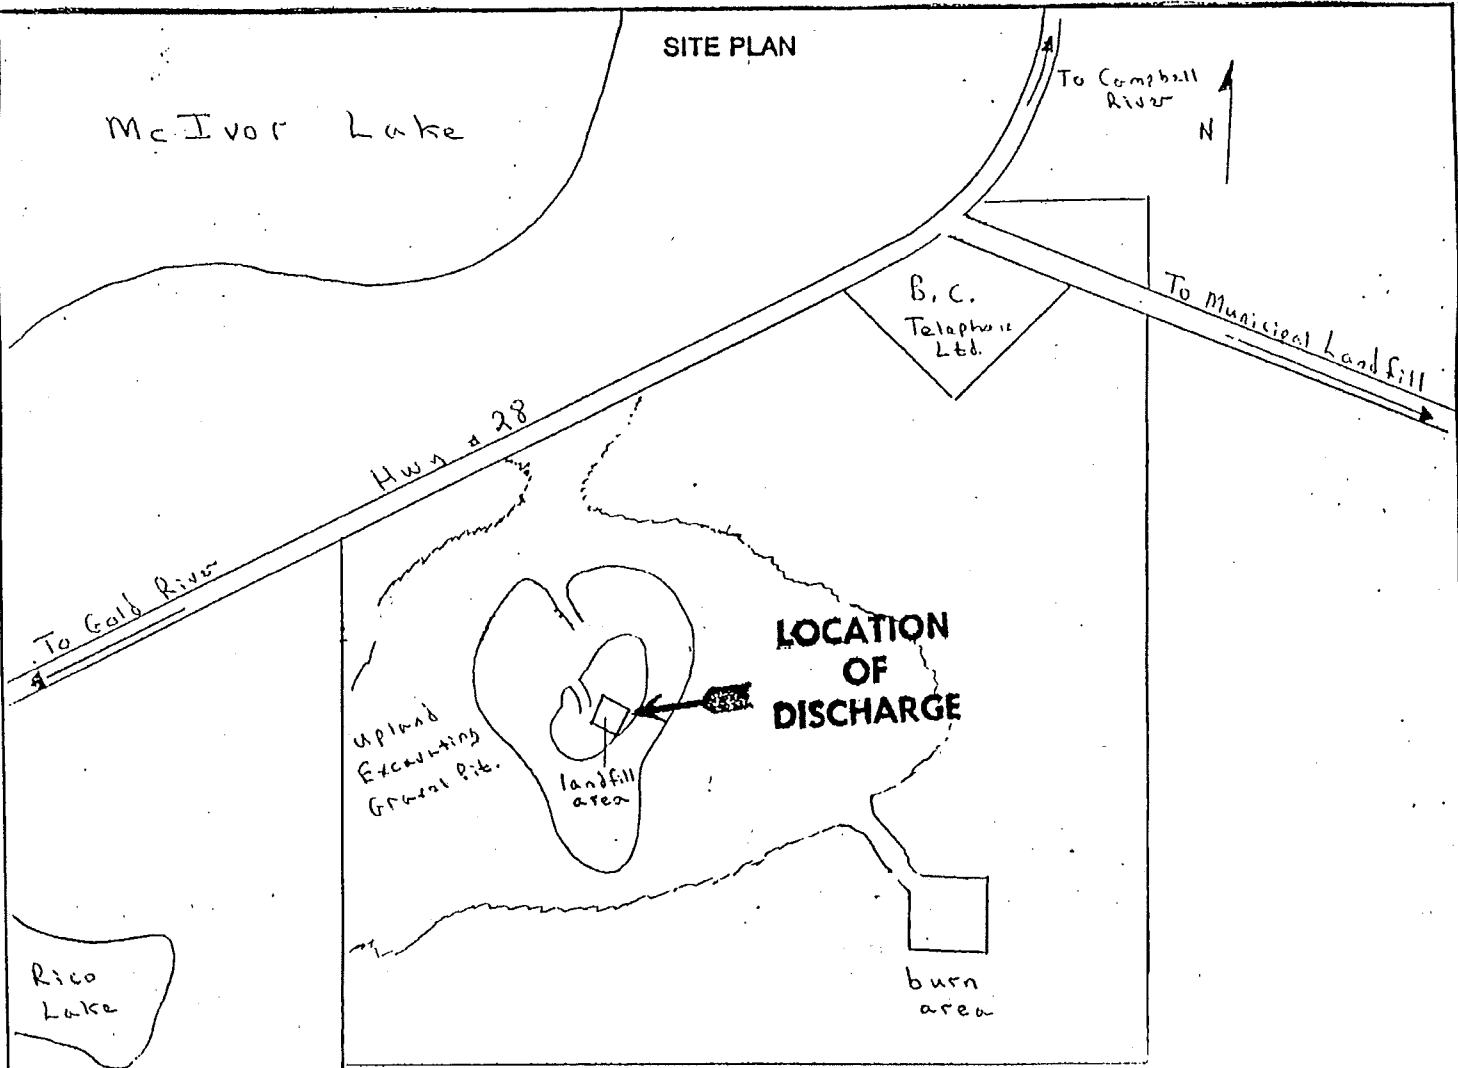 SITE PLAN
McIvor Lake
To Campbell
River
N
B. C.
Telephone
Ltd.
To Municipal Landfill
Hwy # 28
To Gold River
LOCATION
OF
DISCHARGE
Upland
Excavating
Gravel Pit.
landfill
area
Rico
Lake
burn
area